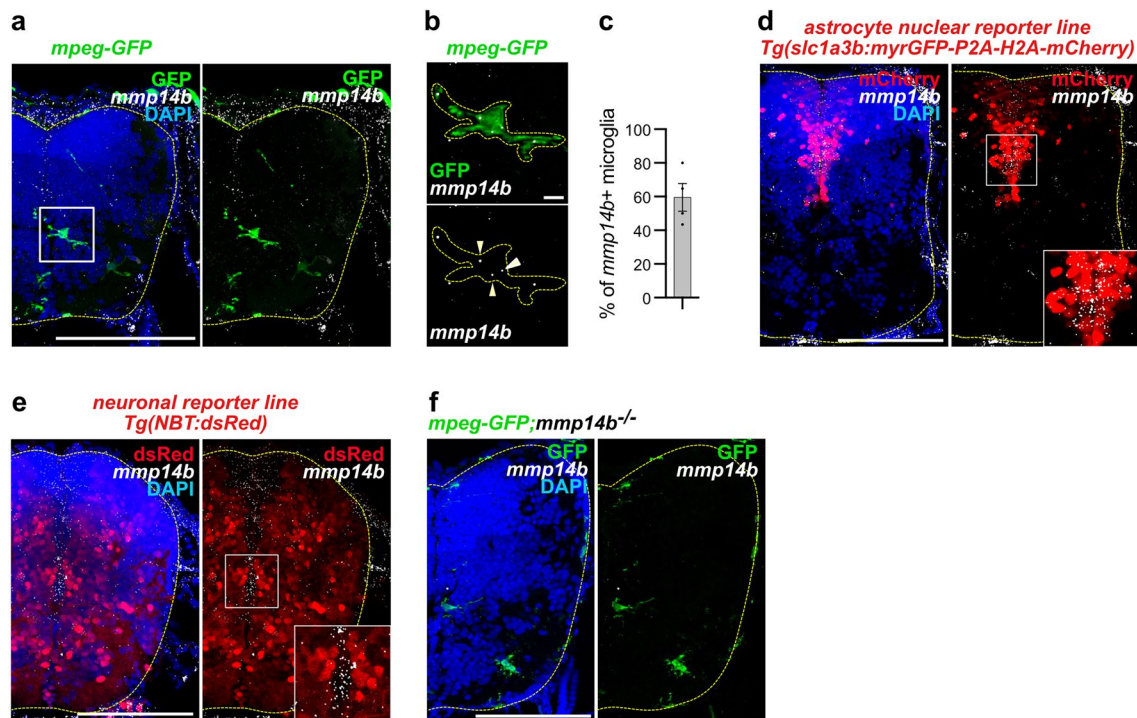 a
mpeg-GFP
GFP
mmp14b
DAPI
GFP
mmp14b
b
mpeg-GFP
GFP
mmp14b
mmp14b
c
% of mmp14b+ microglia
100
80
60
40
20
0
d
astrocyte nuclear reporter line
Tg(slc1a3b:myrGFP-P2A-H2A-mCherry)
mCherry
mmp14b
DAPI
mCherry
mmp14b
e
neuronal reporter line
Tg(NBT:dsRed)
dsRed
mmp14b
DAPI
dsRed
mmp14b
f
mpeg-GFP;mmp14b-/-
GFP
mmp14b
DAPI
GFP
mmp14b